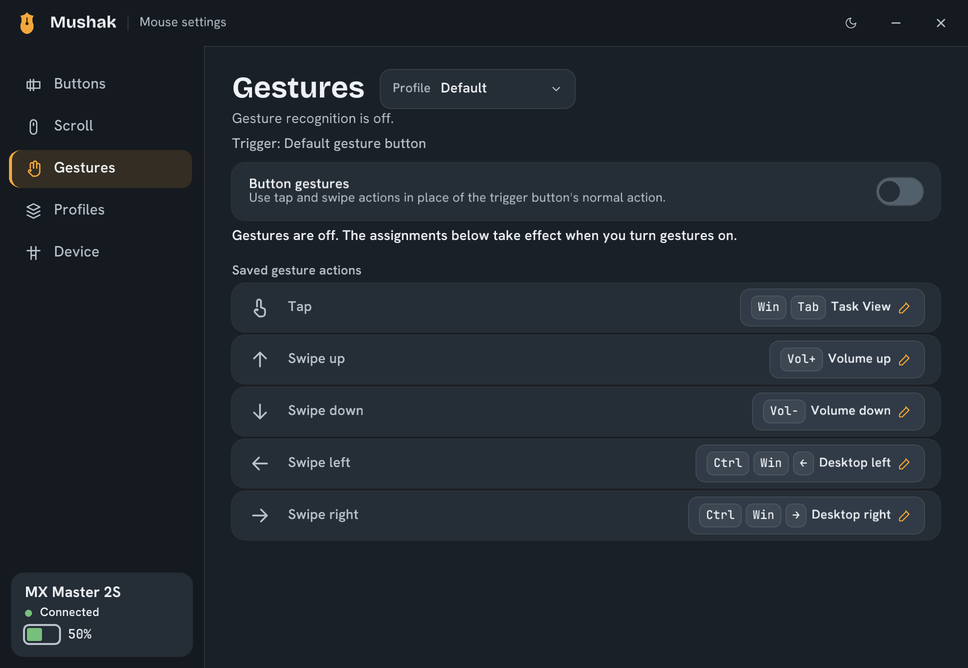 Mushak | Mouse settings
Buttons
Scroll
Gestures
Profiles
Device
MX Master 2S
Connected
50%
Gestures
Profile Default
Gesture recognition is off.
Trigger: Default gesture button
Button gestures
Use tap and swipe actions in place of the trigger button's normal action.
Gestures are off. The assignments below take effect when you turn gestures on.
Saved gesture actions
Tap Win Tab Task View
Swipe up Vol+ Volume up
Swipe down Vol- Volume down
Swipe left Ctrl Win ← Desktop left
Swipe right Ctrl Win → Desktop right